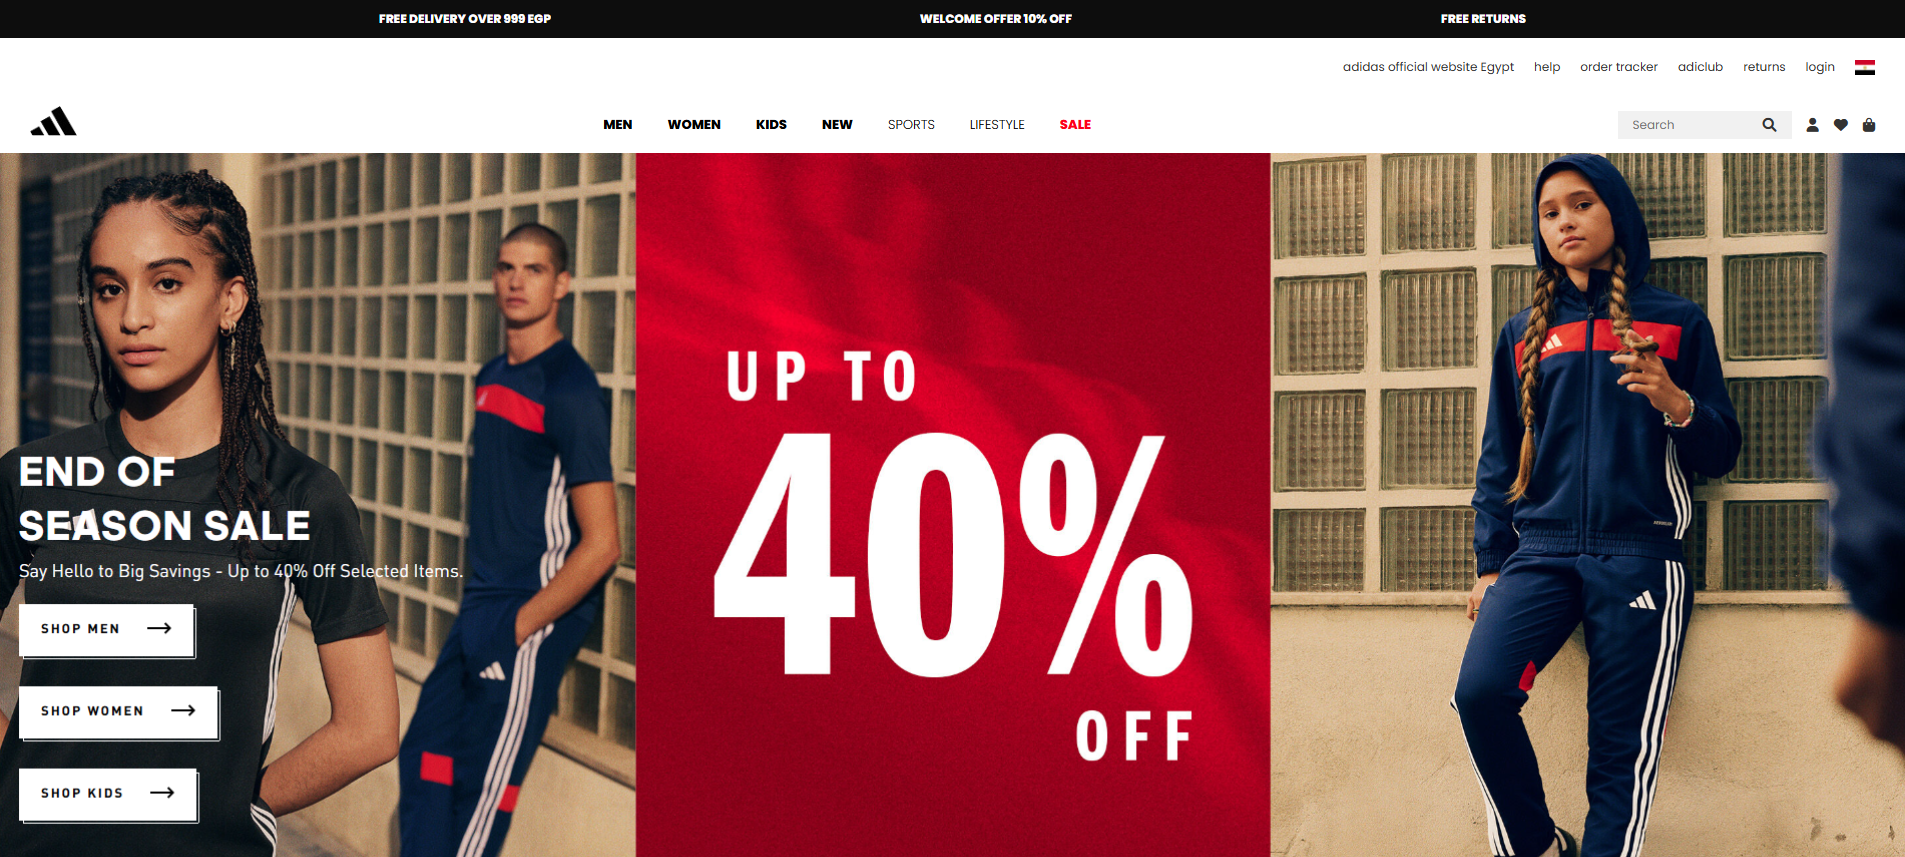 FREE DELIVERY OVER 999 EGP
WELCOME OFFER 10% OFF
FREE RETURNS
adidas official website Egypt
help
order tracker
adiclub
returns
login
MEN
WOMEN
KIDS
NEW
SPORTS
LIFESTYLE
SALE
Search
END OF
SEASON SALE
Say Hello to Big Savings - Up to 40% Off Selected Items.
SHOP MEN
SHOP WOMEN
SHOP KIDS
UP TO
40%
OFF